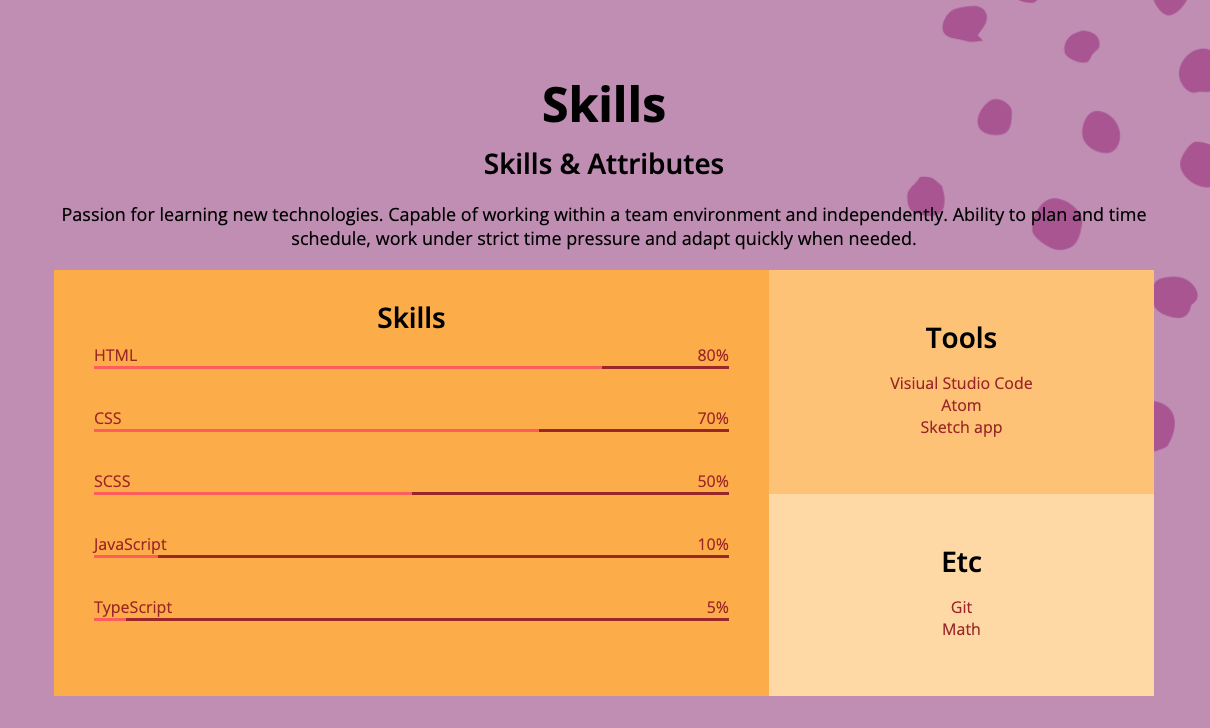 Skills
Skills & Attributes
Passion for learning new technologies. Capable of working within a team environment and independently. Ability to plan and time
schedule, work under strict time pressure and adapt quickly when needed.
Skills
HTML 80%
CSS 70%
SCSS 50%
JavaScript 10%
TypeScript 5%
Tools
Visiual Studio Code
Atom
Sketch app
Etc
Git
Math